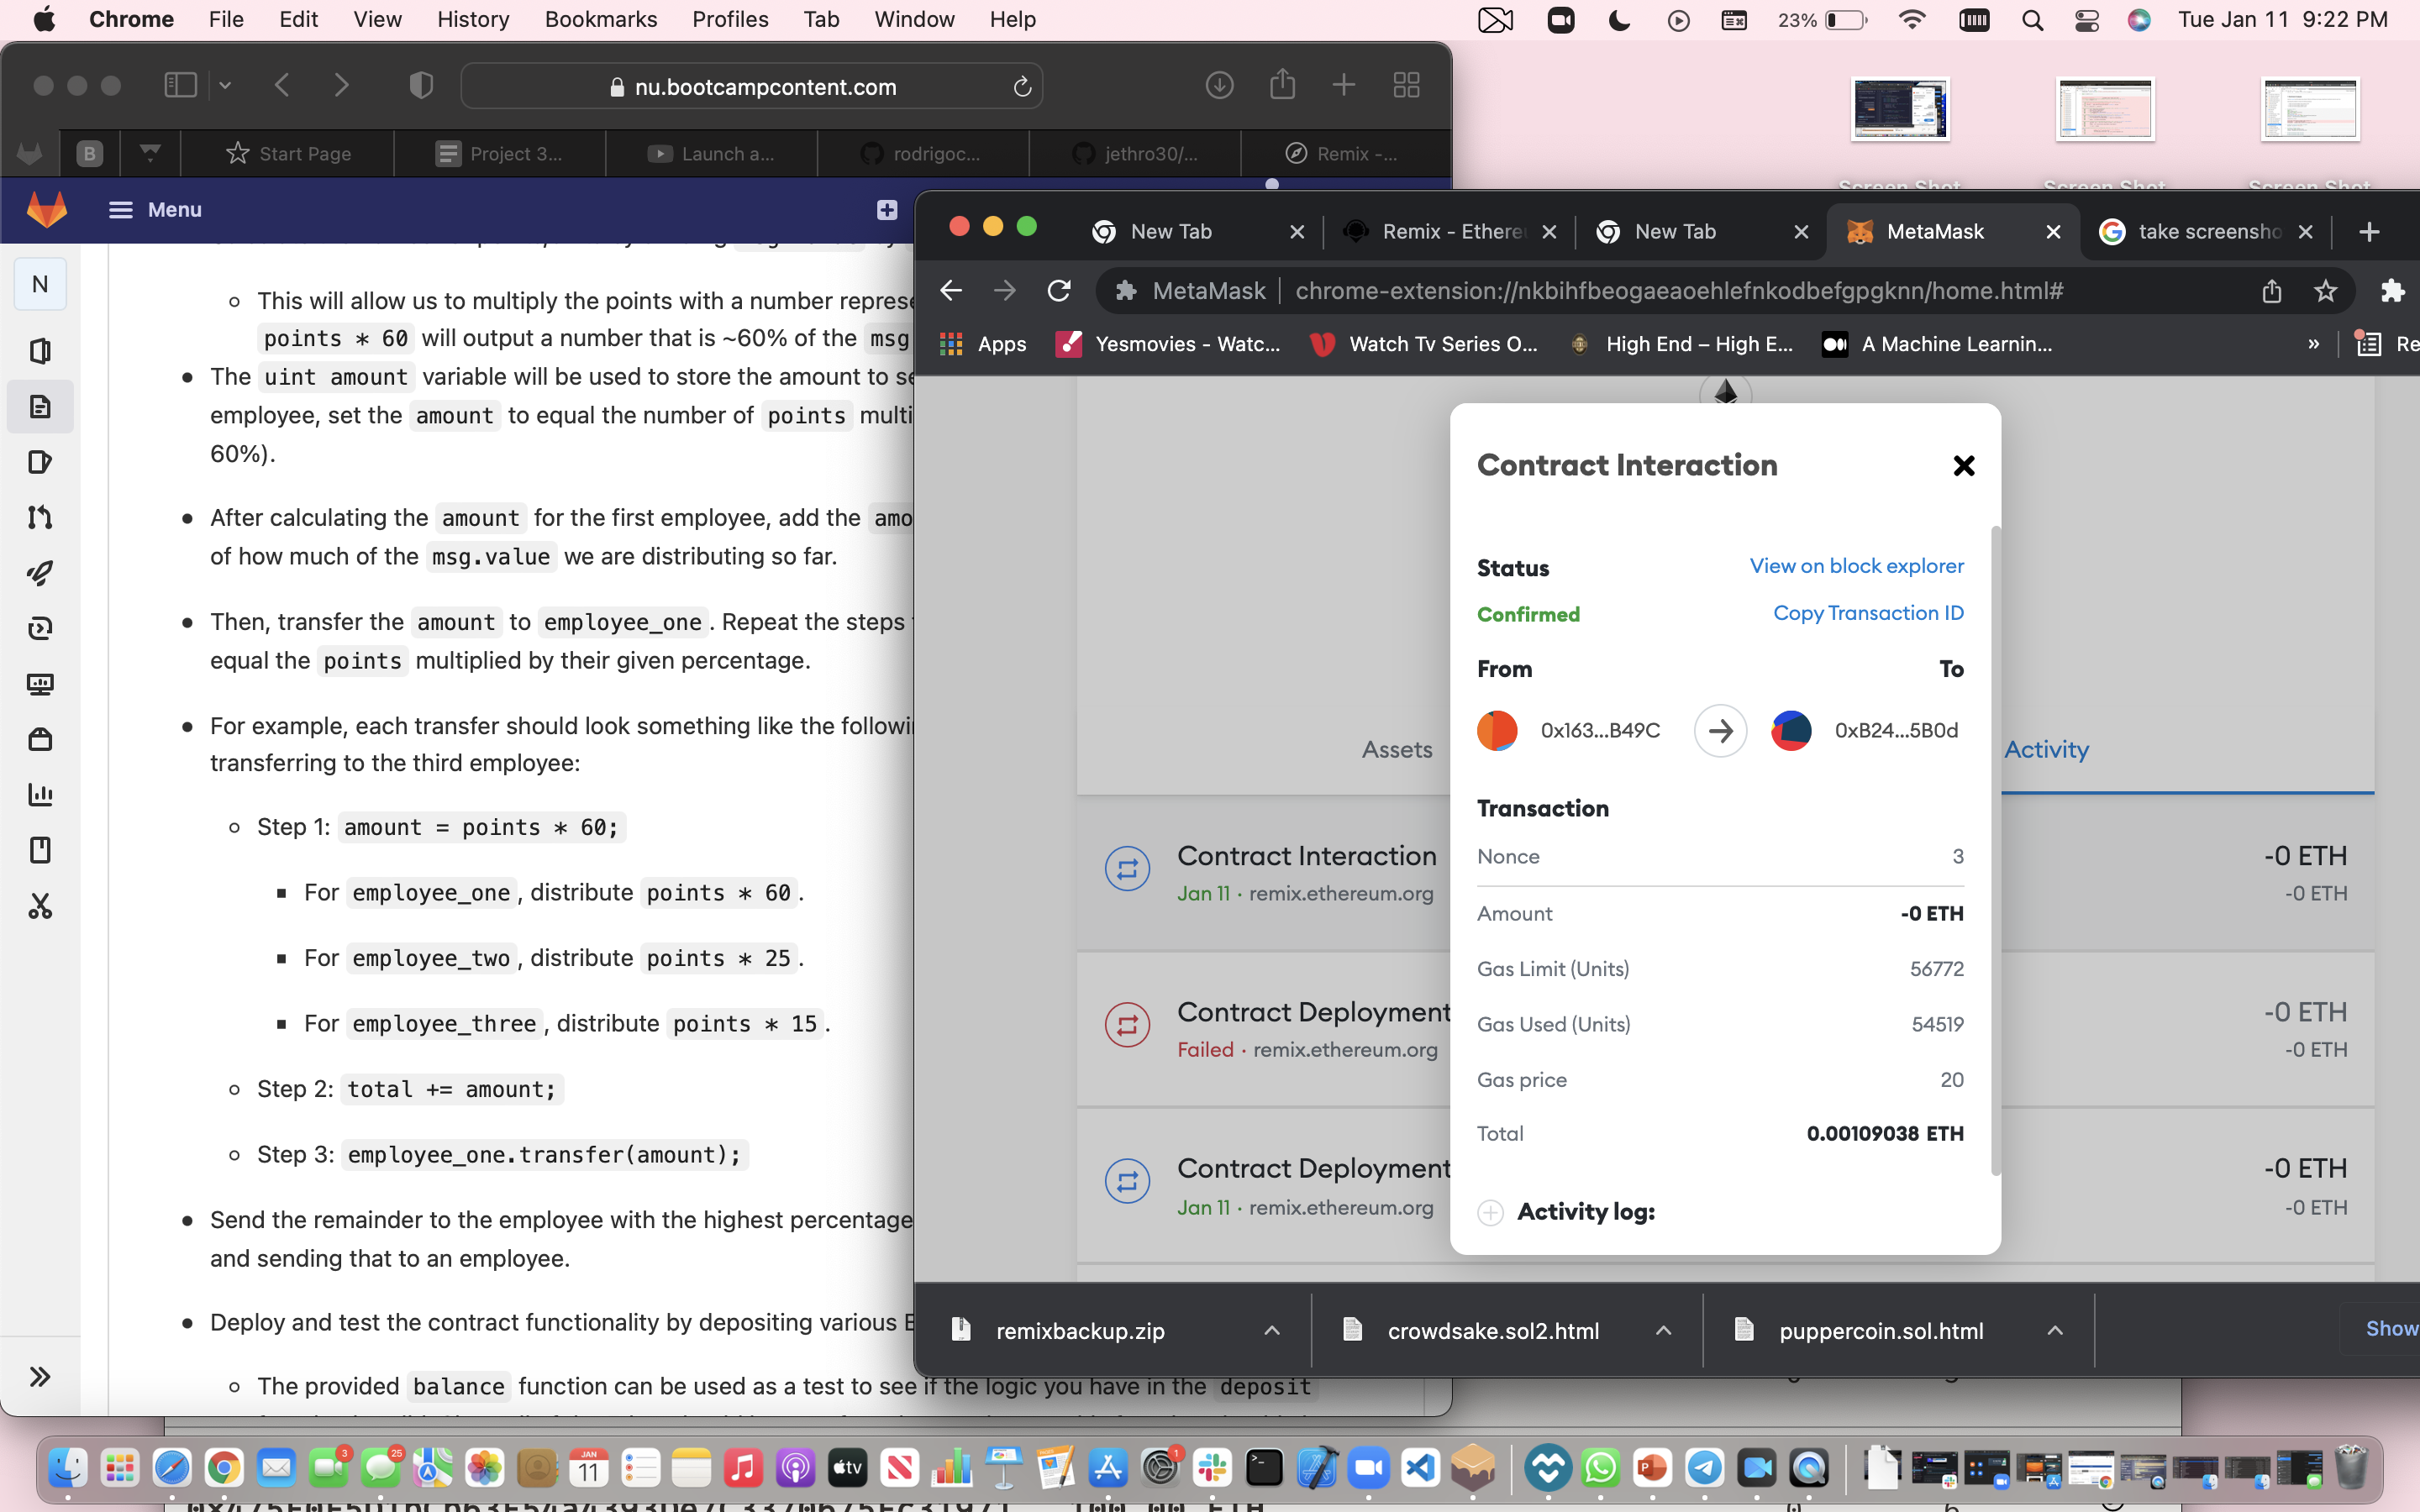 Chrome File Edit View History Bookmarks Profiles Tab Window Help 23% Tue Jan 11 9:22 PM
nu.bootcampcontent.com
B Start Page Project 3... Launch a... rodrigoc... jethro30/... Remix -...
Menu
N
This will allow us to multiply the points with a number
points * 60 will output a number that is ~60% of the msg
The uint amount variable will be used to store the amount to
employee, set the amount to equal the number of points
60%).
After calculating the amount for the first employee, add the
of how much of the msg.value we are distributing so far.
Then, transfer the amount to employee_one. Repeat the steps
equal the points multiplied by their given percentage.
For example, each transfer should look something like the
transferring to the third employee:
Step 1: amount = points * 60;
For employee_one, distribute points * 60.
For employee_two, distribute points * 25.
For employee_three, distribute points * 15.
Step 2: total += amount;
Step 3: employee_one.transfer(amount);
Send the remainder to the employee with the highest percentage
and sending that to an employee.
Deploy and test the contract functionality by depositing various
The provided balance function can be used as a test to see if the logic you have in the deposit
Screen Shot Screen Shot Screen Shot
New Tab Remix - Ethere New Tab MetaMask take screensho
MetaMask chrome-extension://nkbihfbeogaeaoehlefnkodbefgpgknn/home.html#
Apps Yesmovies - Watc... Watch Tv Series O... High End – High E... A Machine Learnin... » Re
Contract Interaction
Status View on block explorer
Confirmed Copy Transaction ID
From To
0x163...B49C 0xB24...5B0d
Transaction
Nonce 3
Amount -0 ETH
Gas Limit (Units) 56772
Gas Used (Units) 54519
Gas price 20
Total 0.00109038 ETH
Activity log:
Assets Activity
Contract Interaction -0 ETH
Jan 11 · remix.ethereum.org -0 ETH
Contract Deployment -0 ETH
Failed · remix.ethereum.org -0 ETH
Contract Deployment -0 ETH
Jan 11 · remix.ethereum.org -0 ETH
remixbackup.zip crowdsake.sol2.html puppercoin.sol.html Show
3 25 JAN 11 tv 1